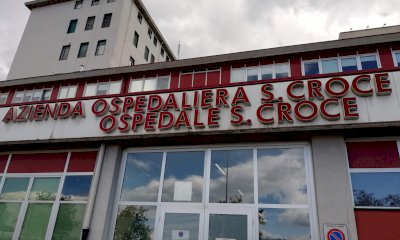 AZIENDA OSPEDALIERA S. CROCE
OSPEDALE S. CROCE